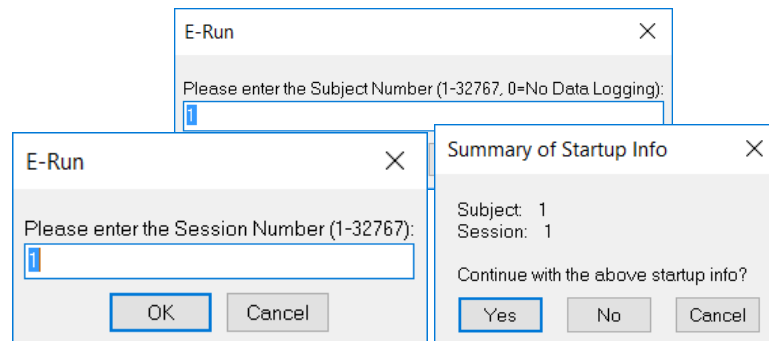 E-Run
Please enter the Subject Number (1-32767, 0=No Data Logging):
1
E-Run
Please enter the Session Number (1-32767):
1
OK Cancel
Summary of Startup Info
Subject: 1
Session: 1
Continue with the above startup info?
Yes No Cancel